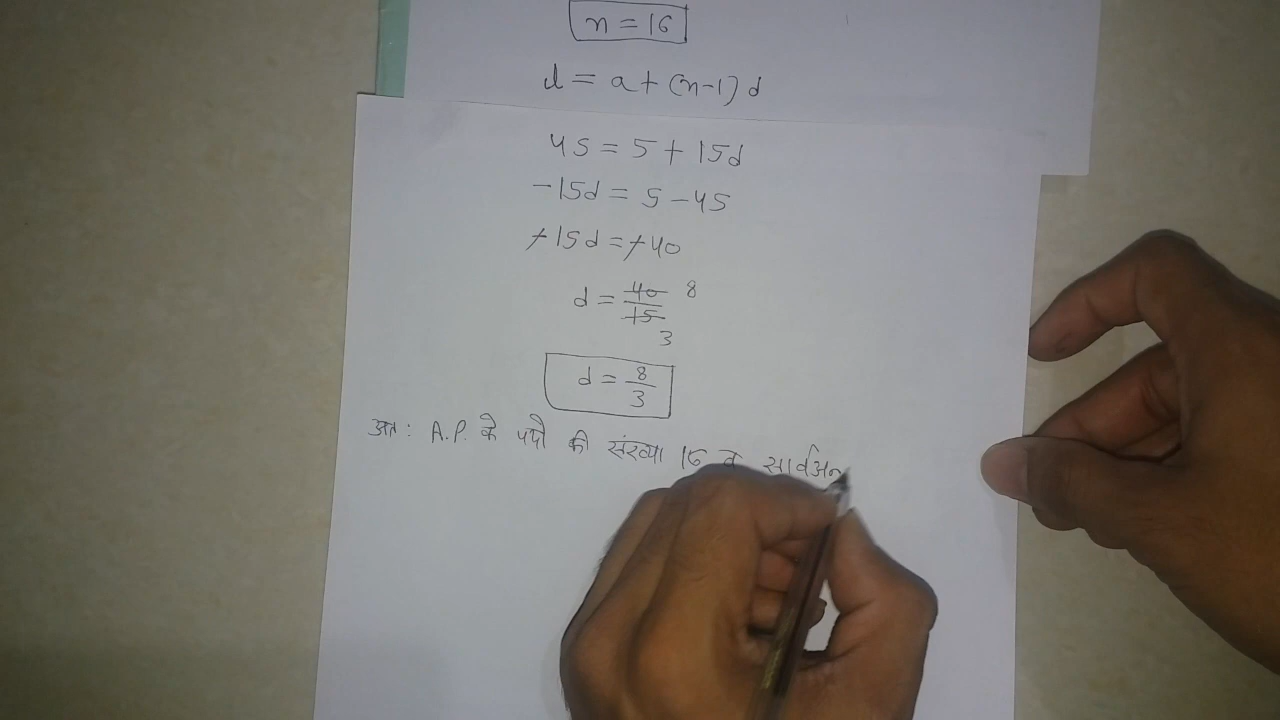 n = 16
l = a + (n-1) d
45 = 5 + 15d
-15d = 5 - 45
+15d = +40
d = 40/15 8 3
d = 8/3
अतः A.P. के पदों की संख्या 16 व सार्वअन